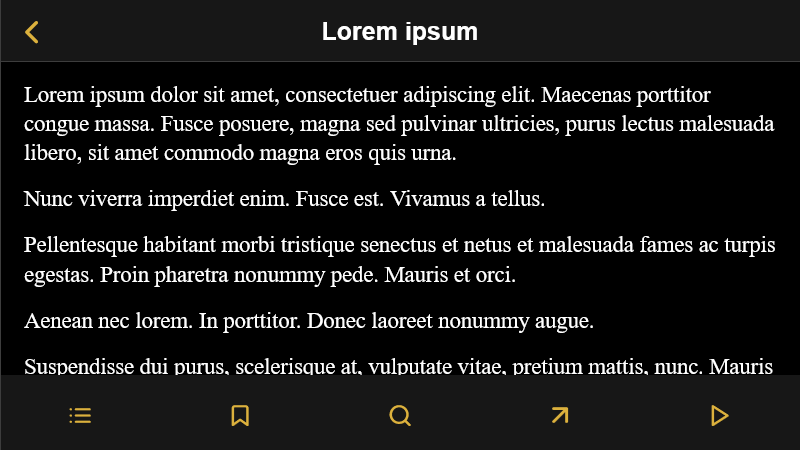 Lorem ipsum
Lorem ipsum dolor sit amet, consectetuer adipiscing elit. Maecenas porttitor
congue massa. Fusce posuere, magna sed pulvinar ultricies, purus lectus malesuada
libero, sit amet commodo magna eros quis urna.
Nunc viverra imperdiet enim. Fusce est. Vivamus a tellus.
Pellentesque habitant morbi tristique senectus et netus et malesuada fames ac turpis
egestas. Proin pharetra nonummy pede. Mauris et orci.
Aenean nec lorem. In porttitor. Donec laoreet nonummy augue.
Suspendisse dui purus, scelerisque at, vulputate vitae, pretium mattis, nunc. Mauris